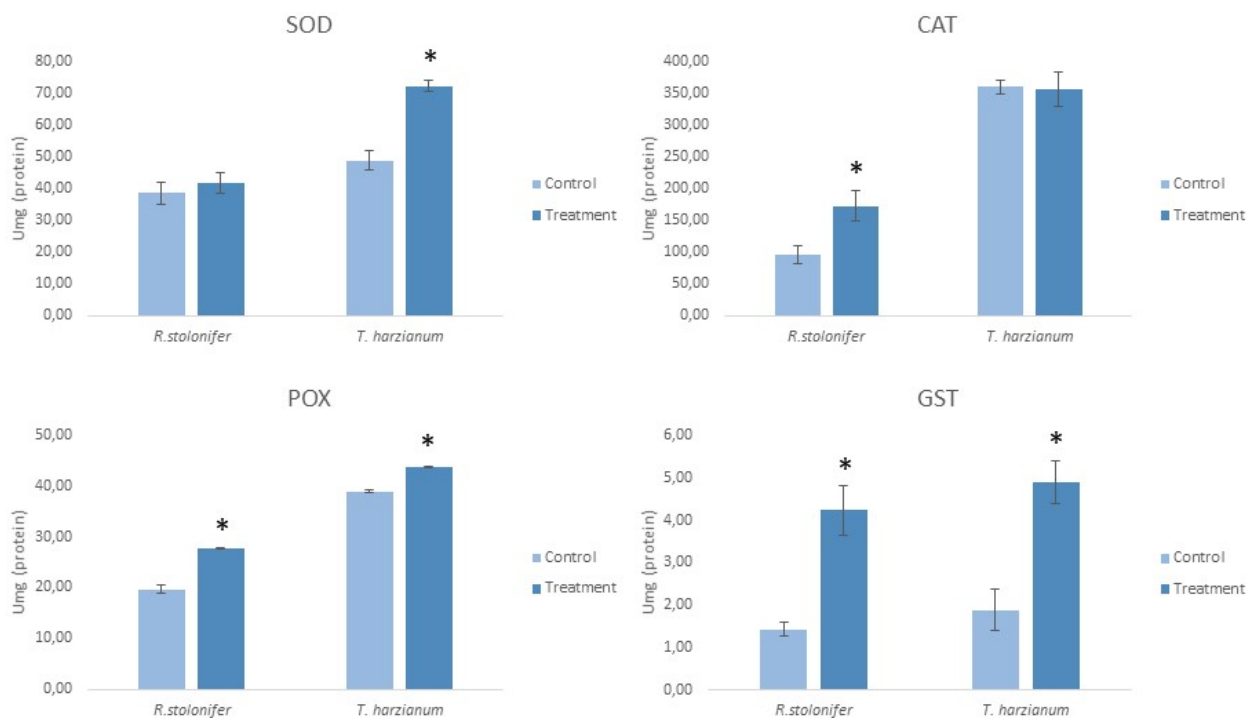 SOD
80,00
70,00
60,00
50,00
40,00
30,00
20,00
10,00
0,00
Umg (protein)
*
R.stolonifer
T. harzianum
Control
Treatment
CAT
400,00
350,00
300,00
250,00
200,00
150,00
100,00
50,00
0,00
Umg (protein)
*
R.stolonifer
T. harzianum
Control
Treatment
POX
50,00
40,00
30,00
20,00
10,00
0,00
Umg (protein)
*
*
R.stolonifer
T. harzianum
Control
Treatment
GST
6,00
5,00
4,00
3,00
2,00
1,00
0,00
Umg (protein)
*
*
R.stolonifer
T. harzianum
Control
Treatment